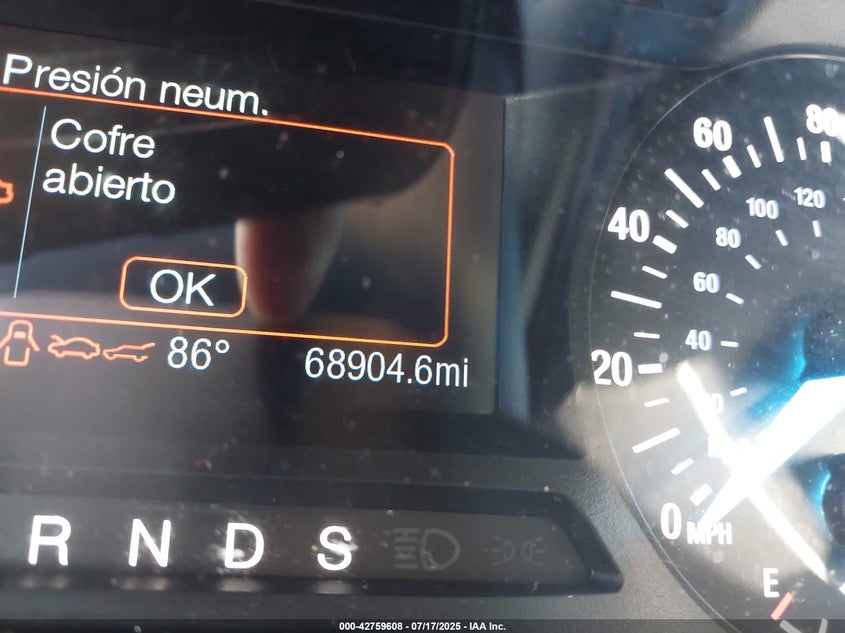 Presión neum.
Cofre
abierto
OK
86° 68904.6mi
R N D S
0 20 40 60 80
40 60 80 100 120
MPH
E
000-42759608 - 07/17/2025 - IAA Inc.